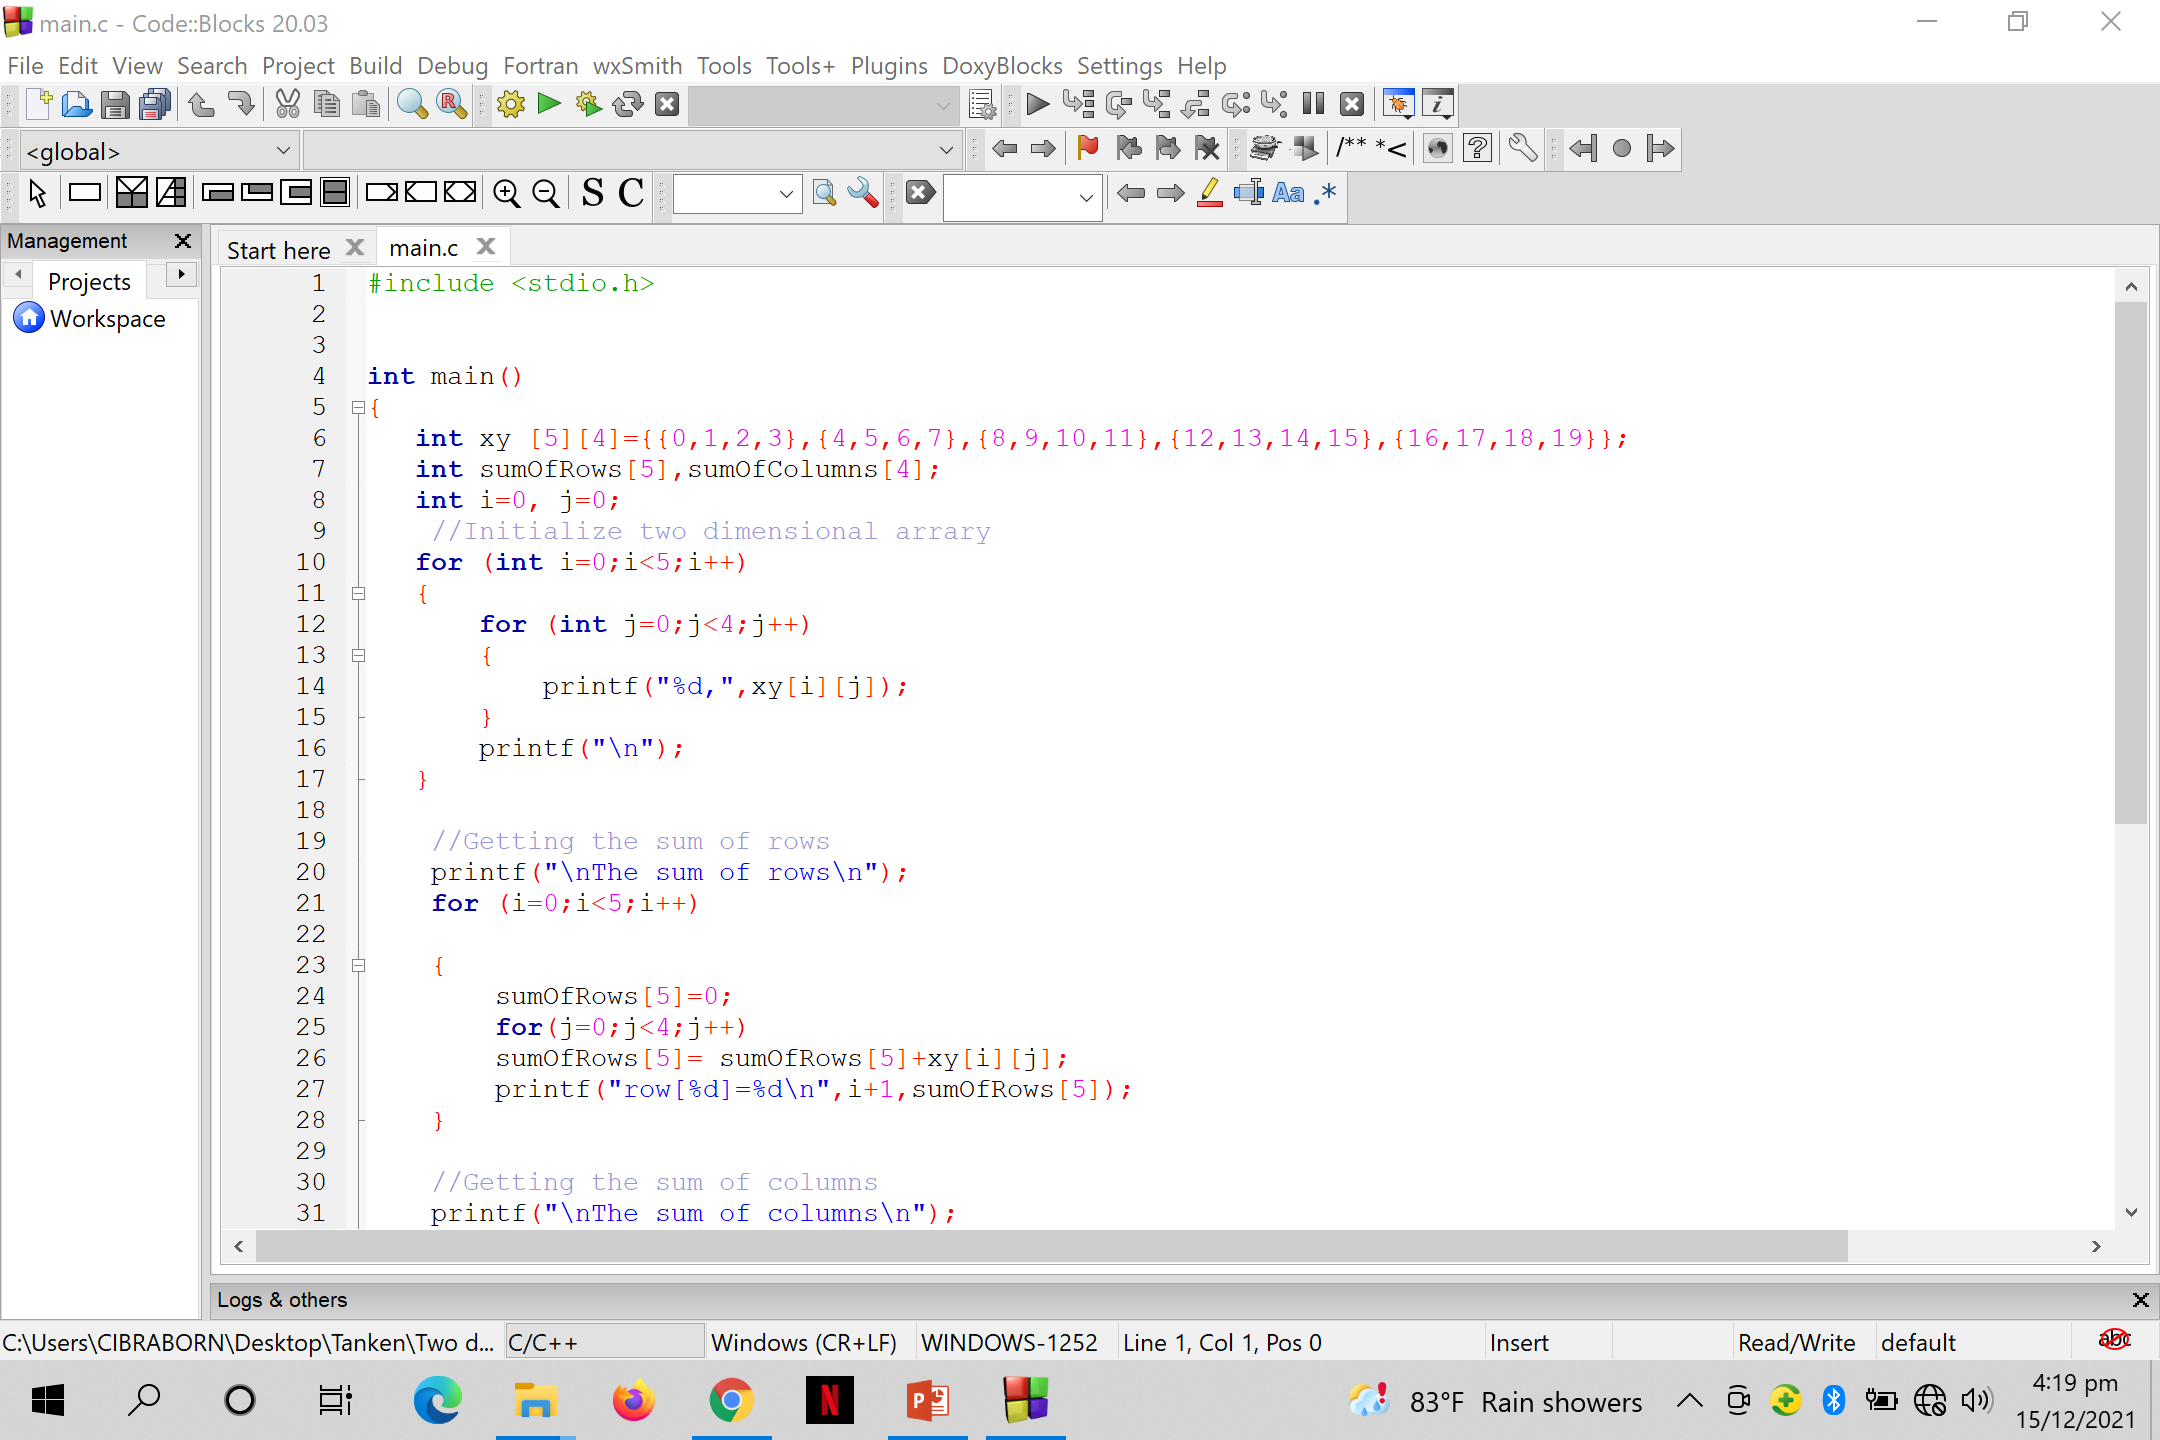 main.c - Code::Blocks 20.03
File Edit View Search Project Build Debug Fortran wxSmith Tools Tools+ Plugins DoxyBlocks Settings Help
<global>
/** *<
S C
Aa .*
Management
Projects
Workspace
Start here
main.c
1 #include <stdio.h>
2
3
4 int main()
5 {
6 int xy [5][4]={{0,1,2,3},{4,5,6,7},{8,9,10,11},{12,13,14,15},{16,17,18,19}};
7 int sumOfRows[5],sumOfColumns[4];
8 int i=0, j=0;
9 //Initialize two dimensional arrary
10 for (int i=0;i<5;i++)
11 {
12 for (int j=0;j<4;j++)
13 {
14 printf("%d,",xy[i][j]);
15 }
16 printf("\n");
17 }
18
19 //Getting the sum of rows
20 printf("\nThe sum of rows\n");
21 for (i=0;i<5;i++)
22
23 {
24 sumOfRows[5]=0;
25 for(j=0;j<4;j++)
26 sumOfRows[5]= sumOfRows[5]+xy[i][j];
27 printf("row[%d]=%d\n",i+1,sumOfRows[5]);
28 }
29
30 //Getting the sum of columns
31 printf("\nThe sum of columns\n");
Logs & others
C:\Users\CIBRABORN\Desktop\Tanken\Two d... C/C++ Windows (CR+LF) WINDOWS-1252 Line 1, Col 1, Pos 0 Insert Read/Write default abc
83°F Rain showers
4:19 pm
15/12/2021